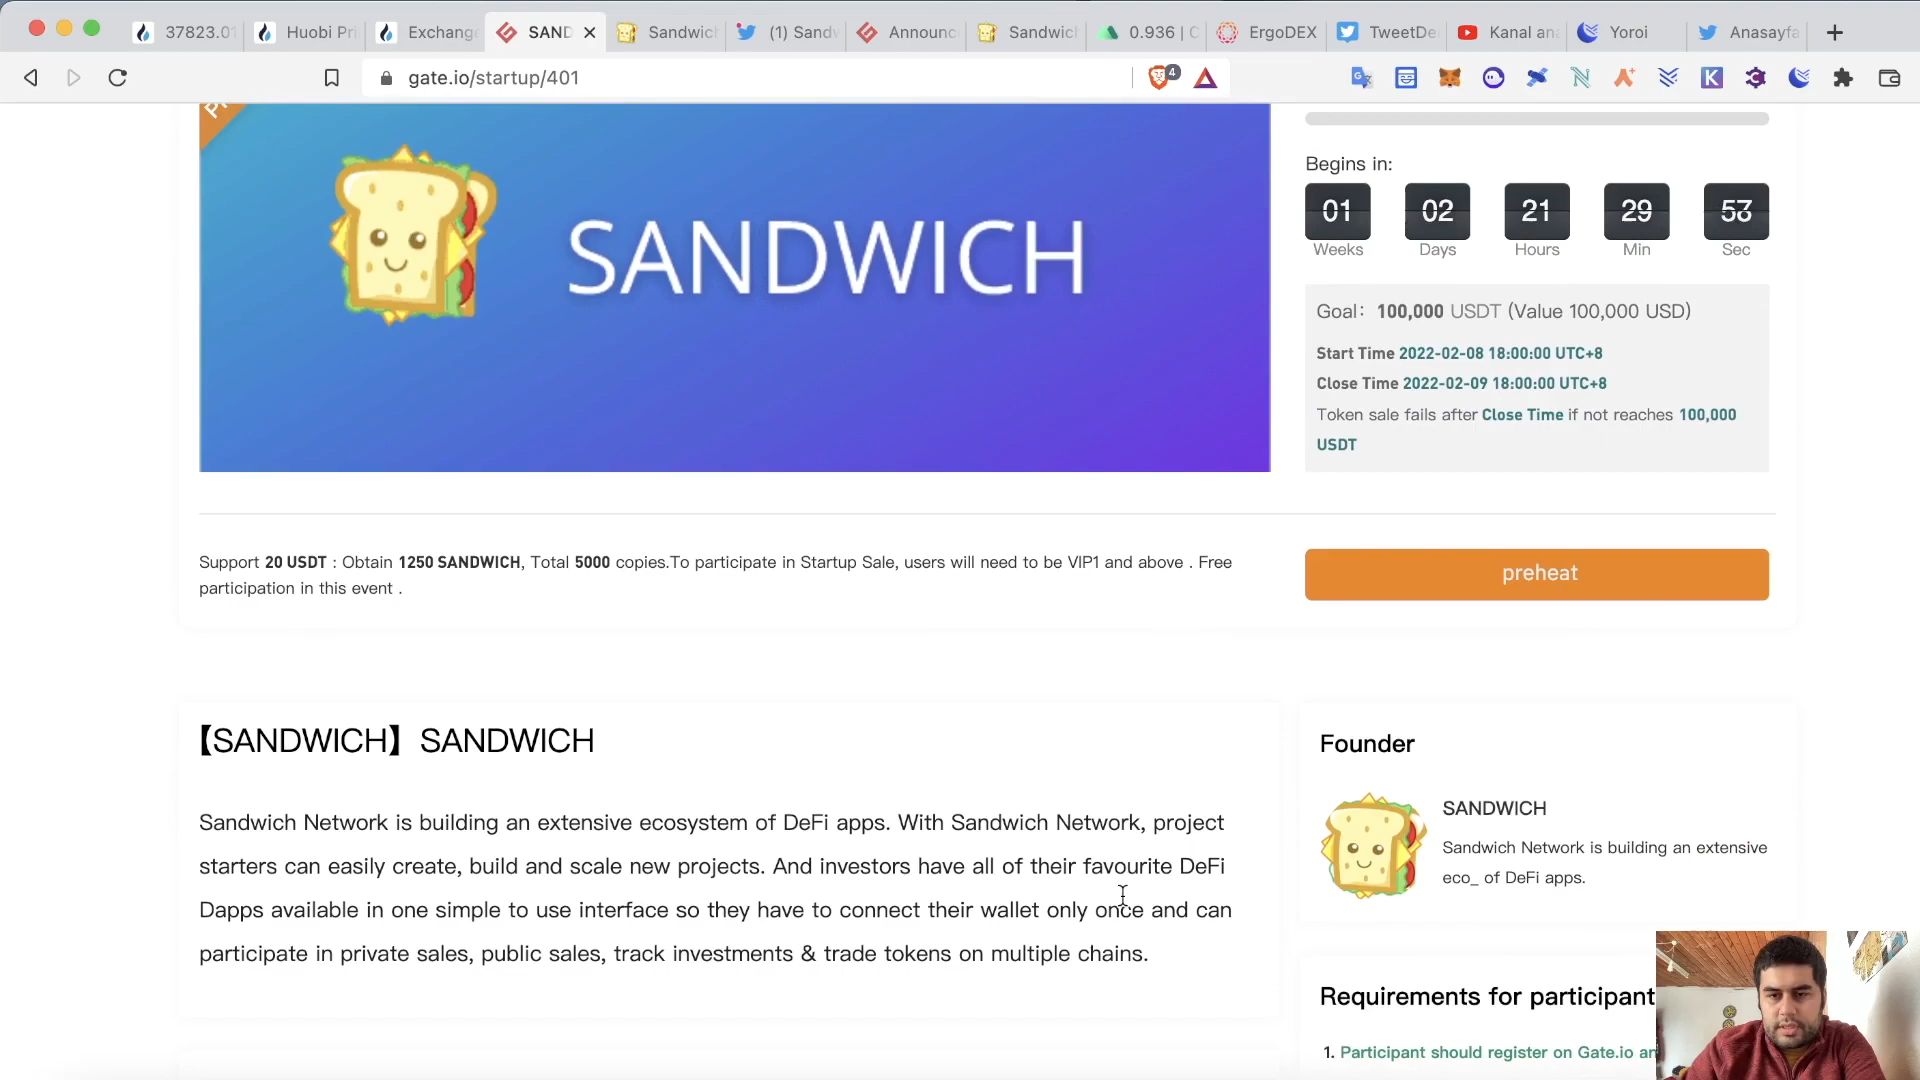 37823.01
Huobi Pri
Exchang
SAND
Sandwich
(1) Sandw
Announc
Sandwich
0.936 | C
ErgoDEX
TweetDe
Kanal ana
Yoroi
Anasayfa
gate.io/startup/401
4
SANDWICH
Begins in:
01 02 21 29 53
Weeks Days Hours Min Sec
Goal: 100,000 USDT (Value 100,000 USD)
Start Time 2022-02-08 18:00:00 UTC+8
Close Time 2022-02-09 18:00:00 UTC+8
Token sale fails after Close Time if not reaches 100,000
USDT
Support 20 USDT : Obtain 1250 SANDWICH, Total 5000 copies.To participate in Startup Sale, users will need to be VIP1 and above . Free
participation in this event .
preheat
【SANDWICH】 SANDWICH
Sandwich Network is building an extensive ecosystem of DeFi apps. With Sandwich Network, project
starters can easily create, build and scale new projects. And investors have all of their favourite DeFi
Dapps available in one simple to use interface so they have to connect their wallet only once and can
participate in private sales, public sales, track investments & trade tokens on multiple chains.
Founder
SANDWICH
Sandwich Network is building an extensive
eco_ of DeFi apps.
Requirements for participant
1. Participant should register on Gate.io an